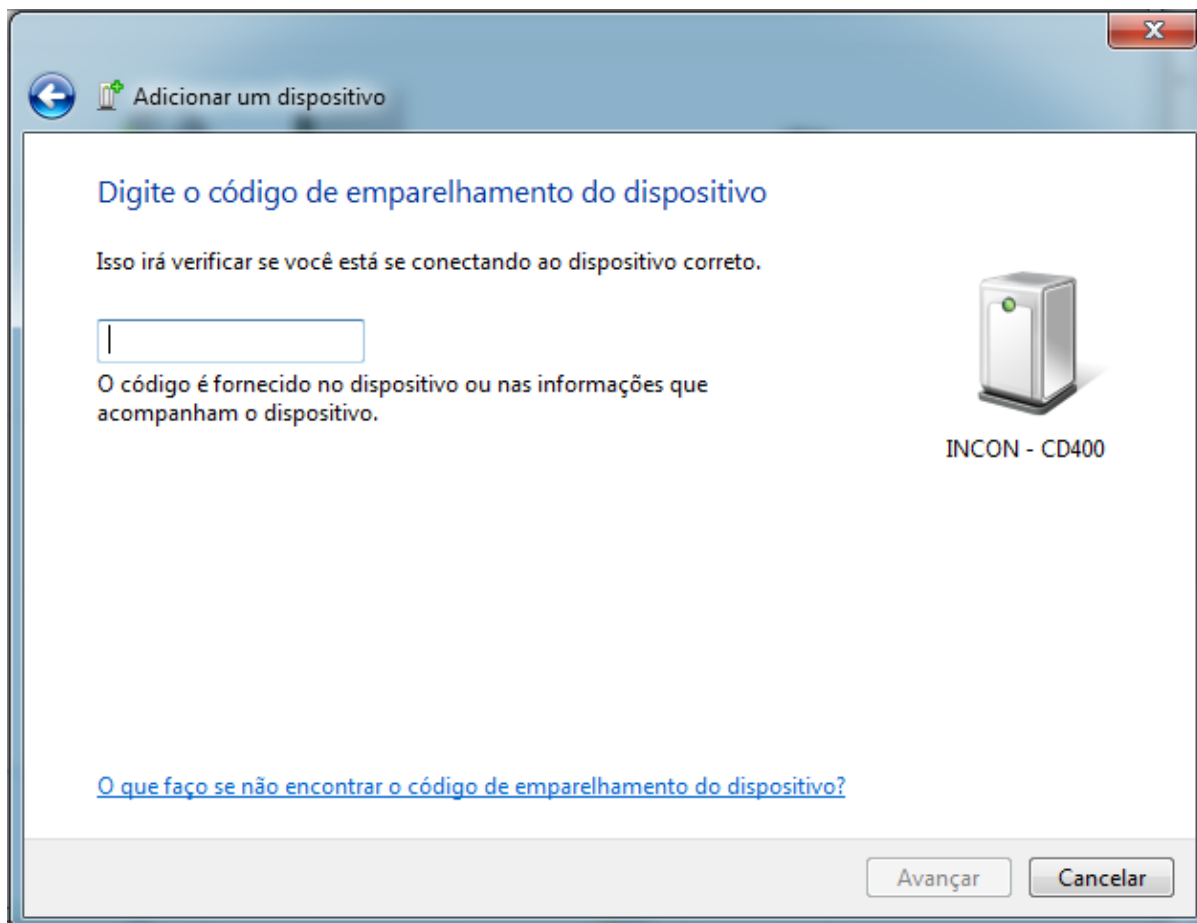 Adicionar um dispositivo
Digite o código de emparelhamento do dispositivo
Isso irá verificar se você está se conectando ao dispositivo correto.
O código é fornecido no dispositivo ou nas informações que
acompanham o dispositivo.
INCON - CD400
O que faço se não encontrar o código de emparelhamento do dispositivo?
Avançar
Cancelar